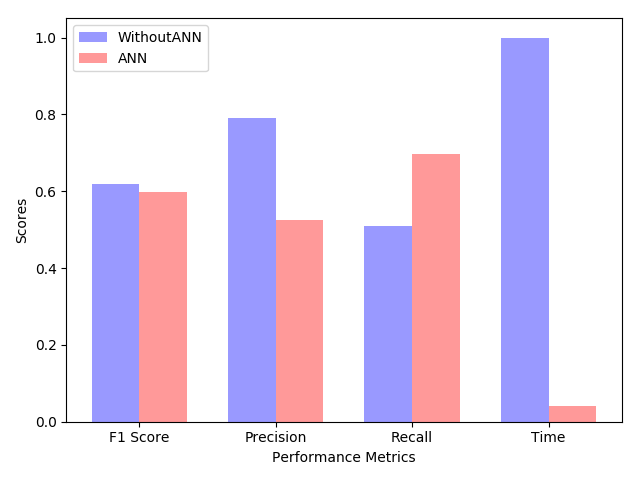 WithoutANN
ANN
1.0
0.8
0.6
0.4
0.2
0.0
Scores
F1 Score Precision Recall Time
Performance Metrics